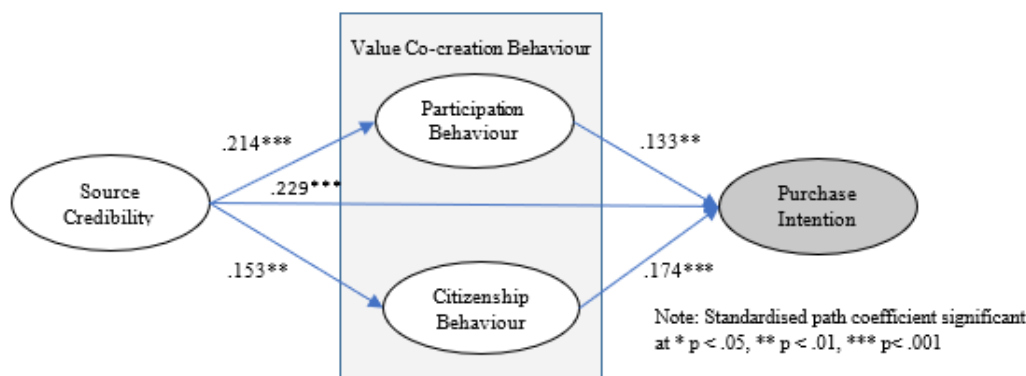 Value Co-creation Behaviour
Participation
Behaviour
.214***
.133**
.229***
Source
Credibility
Purchase
Intention
.153**
.174***
Citizenship
Behaviour
Note: Standardised path coefficient significant
at * p < .05, ** p < .01, *** p< .001